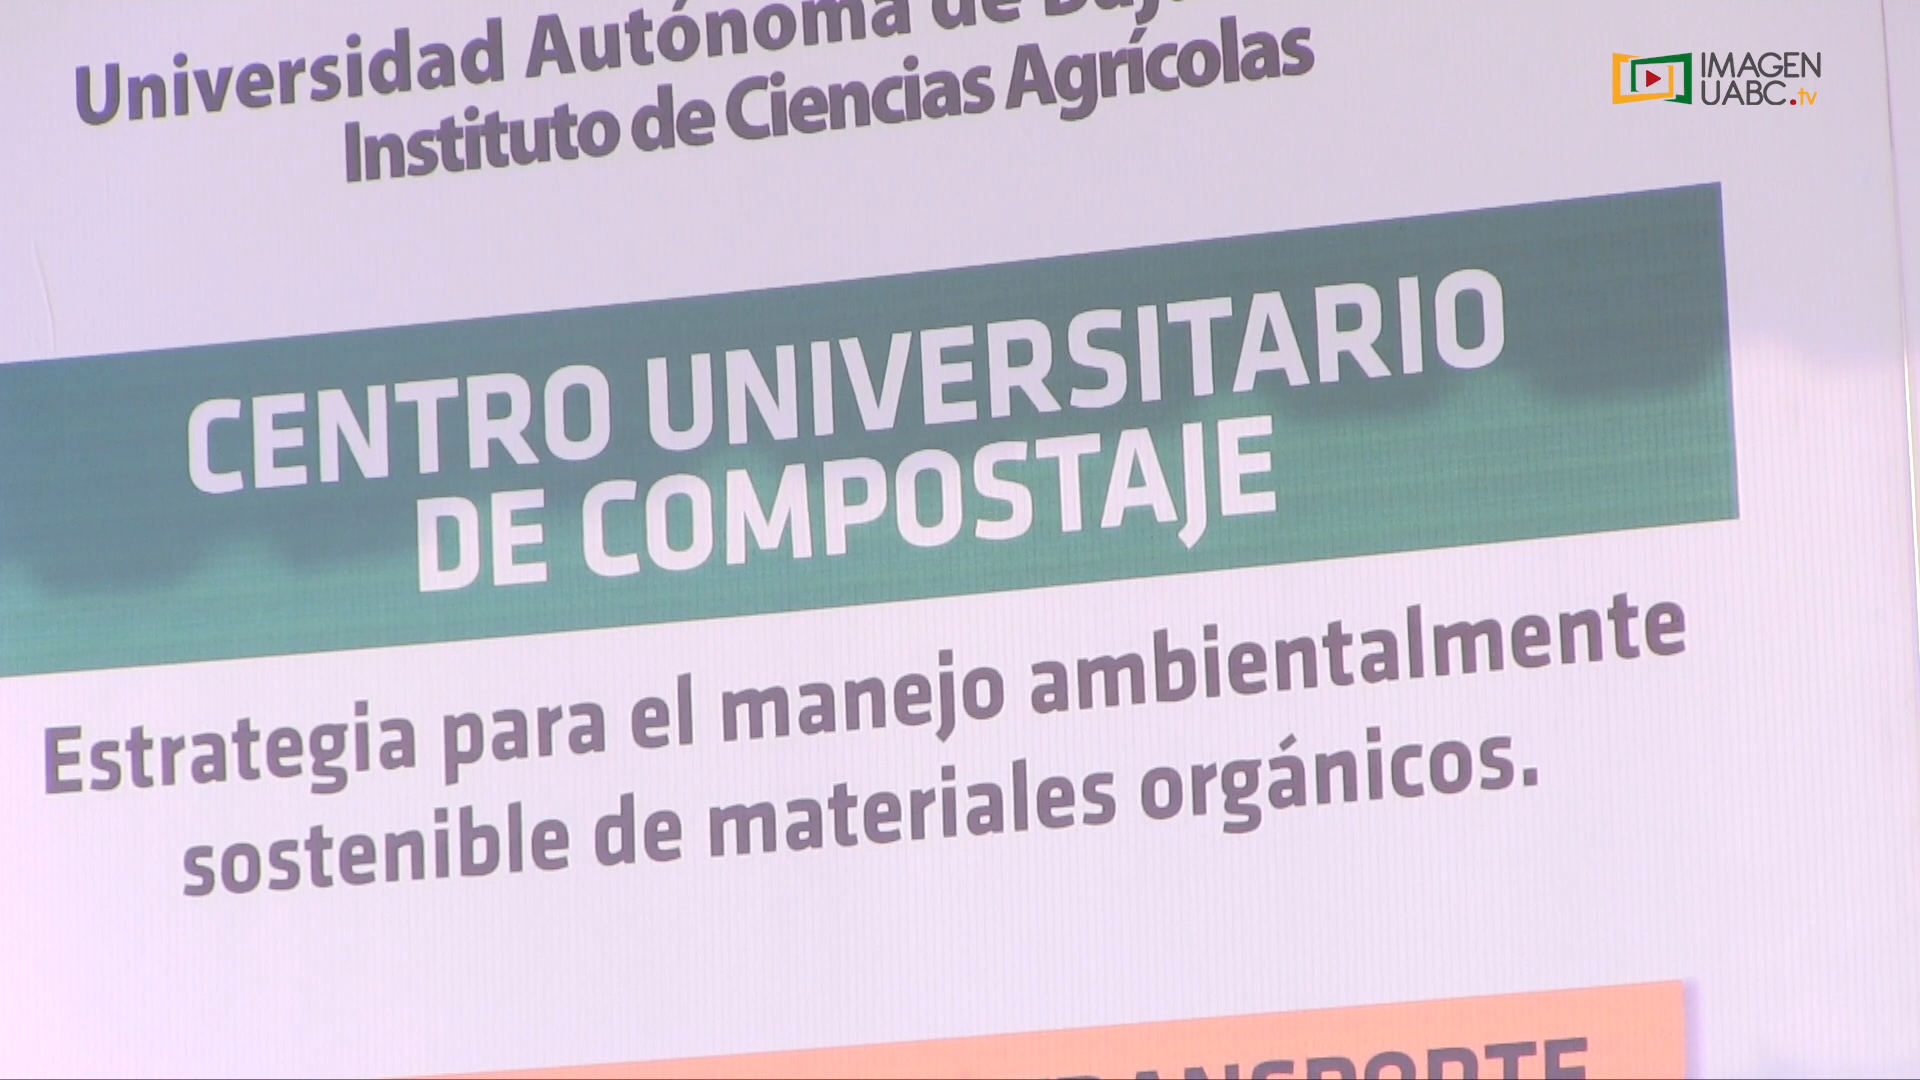 Universidad Autónoma de
Instituto de Ciencias Agrícolas
IMAGEN
UABC.tv
CENTRO UNIVERSITARIO
DE COMPOSTAJE
Estrategia para el manejo ambientalmente
sostenible de materiales orgánicos.
TRANSPORTE